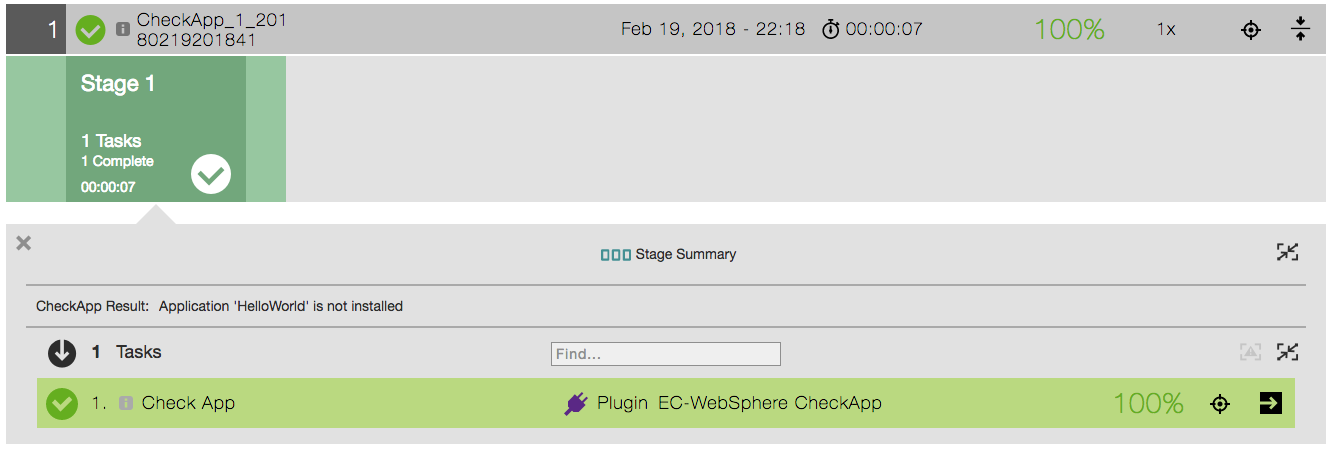 1 CheckApp_1_201 Feb 19, 2018 - 22:18 00:00:07 100% 1x
80219201841
Stage 1
1 Tasks
1 Complete
00:00:07
Stage Summary
CheckApp Result: Application 'HelloWorld' is not installed
1 Tasks Find...
1. Check App Plugin EC-WebSphere CheckApp 100%